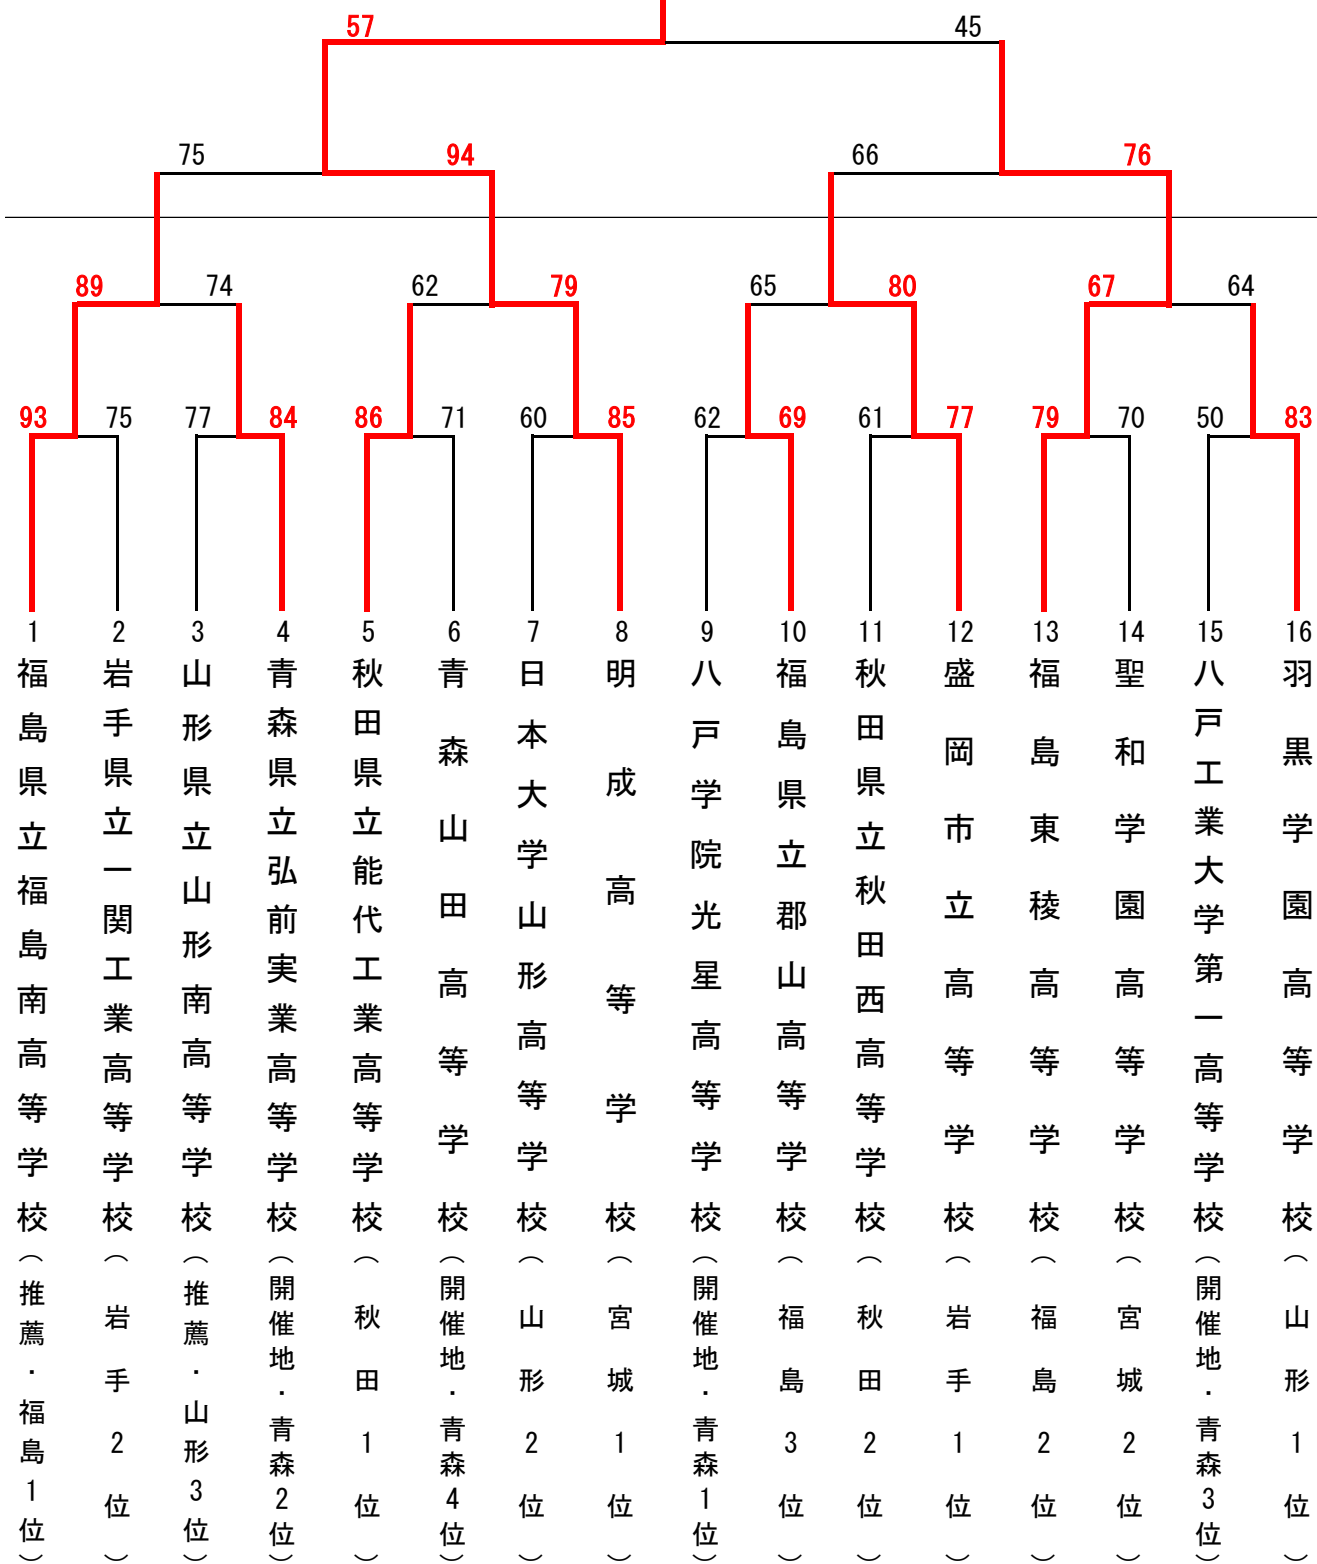 57 45
75 94 66 76
89 74 62 79 65 80 67 64
93 75 77 84 86 71 60 85 62 69 61 77 79 70 50 83
1 2 3 4 5 6 7 8 9 10 11 12 13 14 15 16
福島県立福島南高等学校（推薦・福島1位）
岩手県立一関工業高等学校（岩手2位）
山形県立山形南高等学校（推薦・山形3位）
青森県立弘前実業高等学校（開催地・青森2位）
秋田県立能代工業高等学校（秋田1位）
青森山田高等学校（開催地・青森4位）
日本大学山形高等学校（山形2位）
明成高等学校（宮城1位）
八戸学院光星高等学校（開催地・青森1位）
福島県立郡山高等学校（福島3位）
秋田県立秋田西高等学校（秋田2位）
盛岡市立高等学校（岩手1位）
福島東稜高等学校（福島2位）
聖和学園高等学校（宮城2位）
八戸工業大学第一高等学校（開催地・青森3位）
羽黒学園高等学校（山形1位）